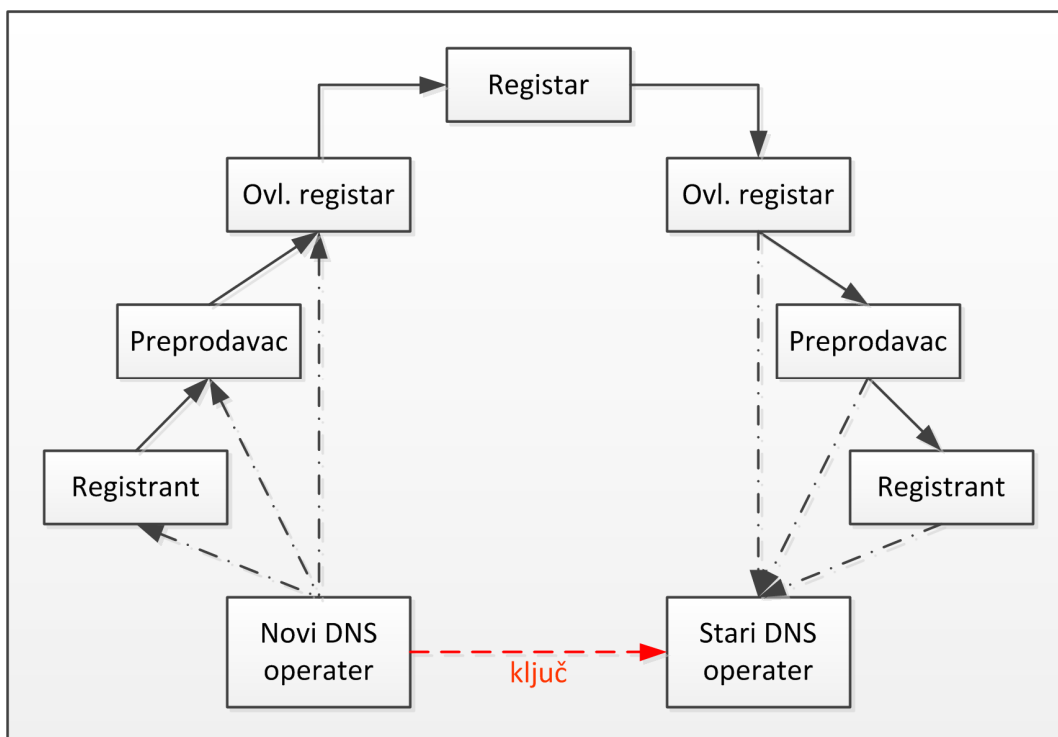 Registar
Ovl. registar
Ovl. registar
Preprodavac
Preprodavac
Registrant
Registrant
Novi DNS
operater
ključ
Stari DNS
operater